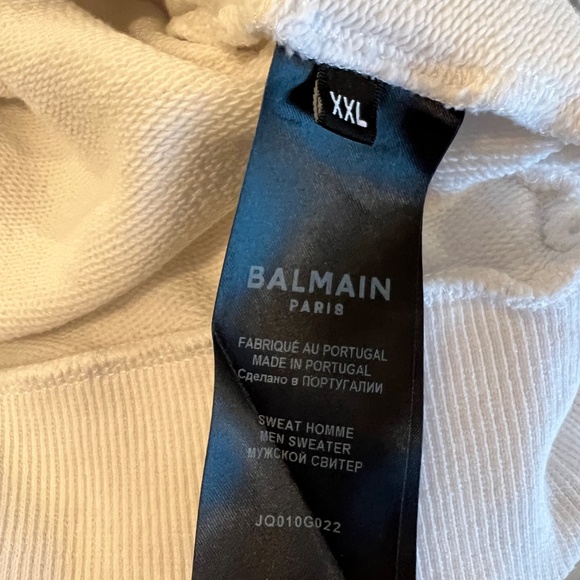 XXL
BALMAIN
PARIS
FABRIQUÉ AU PORTUGAL
MADE IN PORTUGAL
Сделано в ПОРТУГАЛИИ
SWEAT HOMME
MEN SWEATER
МУЖСКОЙ СВИТЕР
JQ010G022